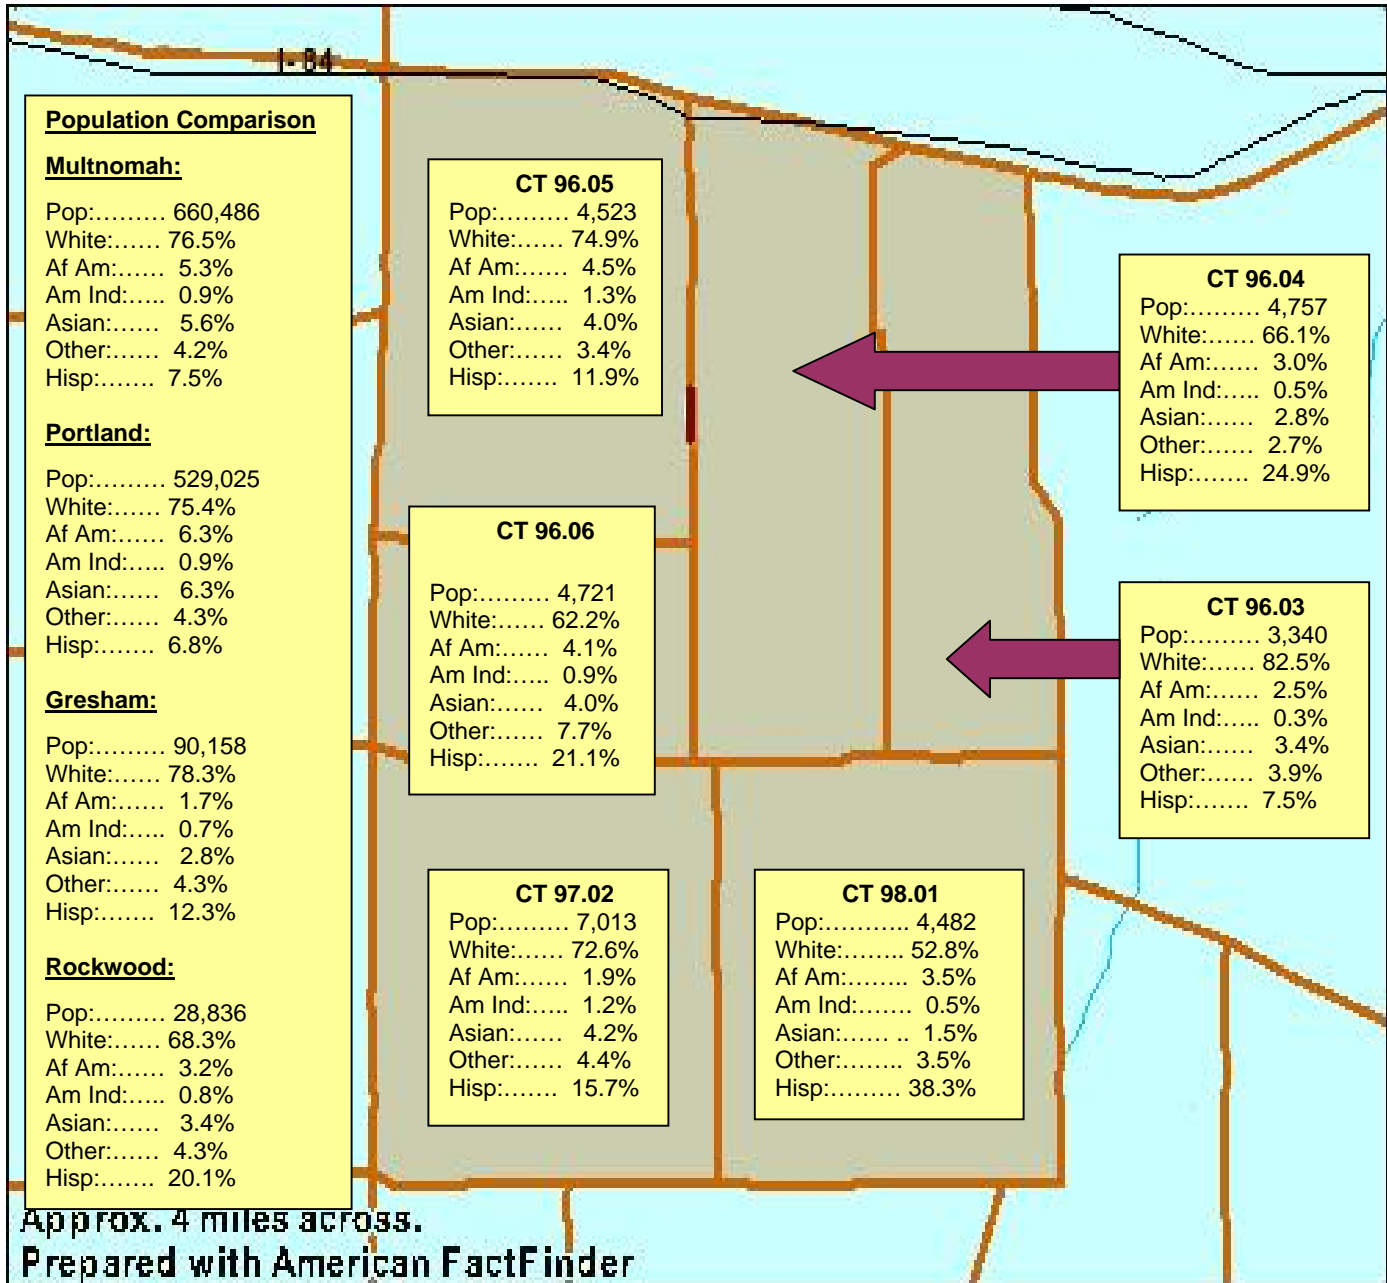 I-84
Population Comparison
Multnomah:
Pop:......... 660,486
White:...... 76.5%
Af Am:...... 5.3%
Am Ind:..... 0.9%
Asian:...... 5.6%
Other:...... 4.2%
Hisp:....... 7.5%
Portland:
Pop:......... 529,025
White:...... 75.4%
Af Am:...... 6.3%
Am Ind:..... 0.9%
Asian:...... 6.3%
Other:...... 4.3%
Hisp:....... 6.8%
Gresham:
Pop:......... 90,158
White:...... 78.3%
Af Am:...... 1.7%
Am Ind:..... 0.7%
Asian:...... 2.8%
Other:...... 4.3%
Hisp:....... 12.3%
Rockwood:
Pop:......... 28,836
White:...... 68.3%
Af Am:...... 3.2%
Am Ind:..... 0.8%
Asian:...... 3.4%
Other:...... 4.3%
Hisp:....... 20.1%
CT 96.05
Pop:......... 4,523
White:...... 74.9%
Af Am:...... 4.5%
Am Ind:..... 1.3%
Asian:...... 4.0%
Other:...... 3.4%
Hisp:....... 11.9%
CT 96.04
Pop:......... 4,757
White:...... 66.1%
Af Am:...... 3.0%
Am Ind:..... 0.5%
Asian:...... 2.8%
Other:...... 2.7%
Hisp:....... 24.9%
CT 96.06
Pop:......... 4,721
White:...... 62.2%
Af Am:...... 4.1%
Am Ind:..... 0.9%
Asian:...... 4.0%
Other:...... 7.7%
Hisp:....... 21.1%
CT 96.03
Pop:......... 3,340
White:...... 82.5%
Af Am:...... 2.5%
Am Ind:..... 0.3%
Asian:...... 3.4%
Other:...... 3.9%
Hisp:....... 7.5%
CT 97.02
Pop:......... 7,013
White:...... 72.6%
Af Am:...... 1.9%
Am Ind:..... 1.2%
Asian:...... 4.2%
Other:...... 4.4%
Hisp:....... 15.7%
CT 98.01
Pop:........... 4,482
White:........ 52.8%
Af Am:........ 3.5%
Am Ind:..... 0.5%
Asian:...... .. 1.5%
Other:........ 3.5%
Hisp:......... 38.3%
Approx. 4 miles across.
Prepared with American FactFinder